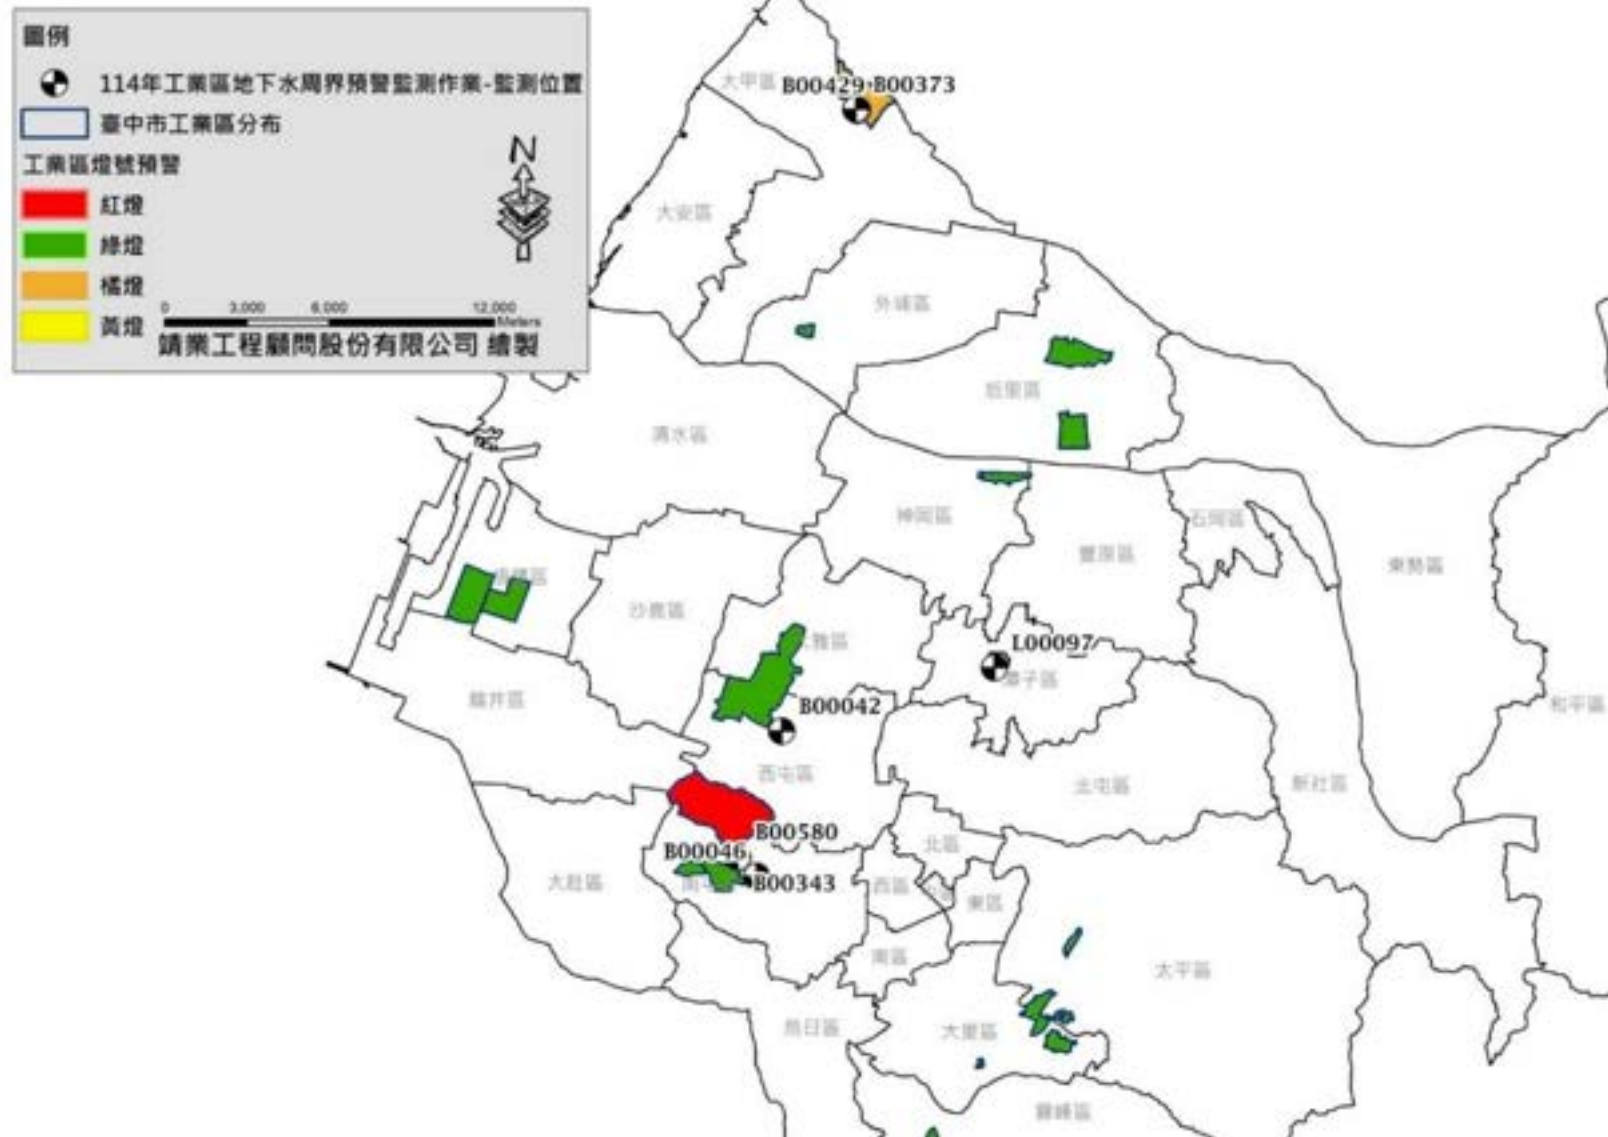 圖例
114年工業區地下水周界預警監測作業-監測位置
臺中市工業區分布
工業區燈號預警
N
紅燈
綠燈
橘燈
黃燈
0 3,000 6,000 12,000
Meters
靖業工程顧問股份有限公司 繪製
大甲區
B00429
B00373
大安區
外埔區
后里區
清水區
神岡區
石岡區
豐原區
東勢區
沙鹿區
大雅區
L00097
潭子區
龍井區
B00042
和平區
西屯區
北屯區
新社區
B00580
北區
B00046
B00343
大肚區
西區
東區
南區
太平區
烏日區
大里區
霧峰區